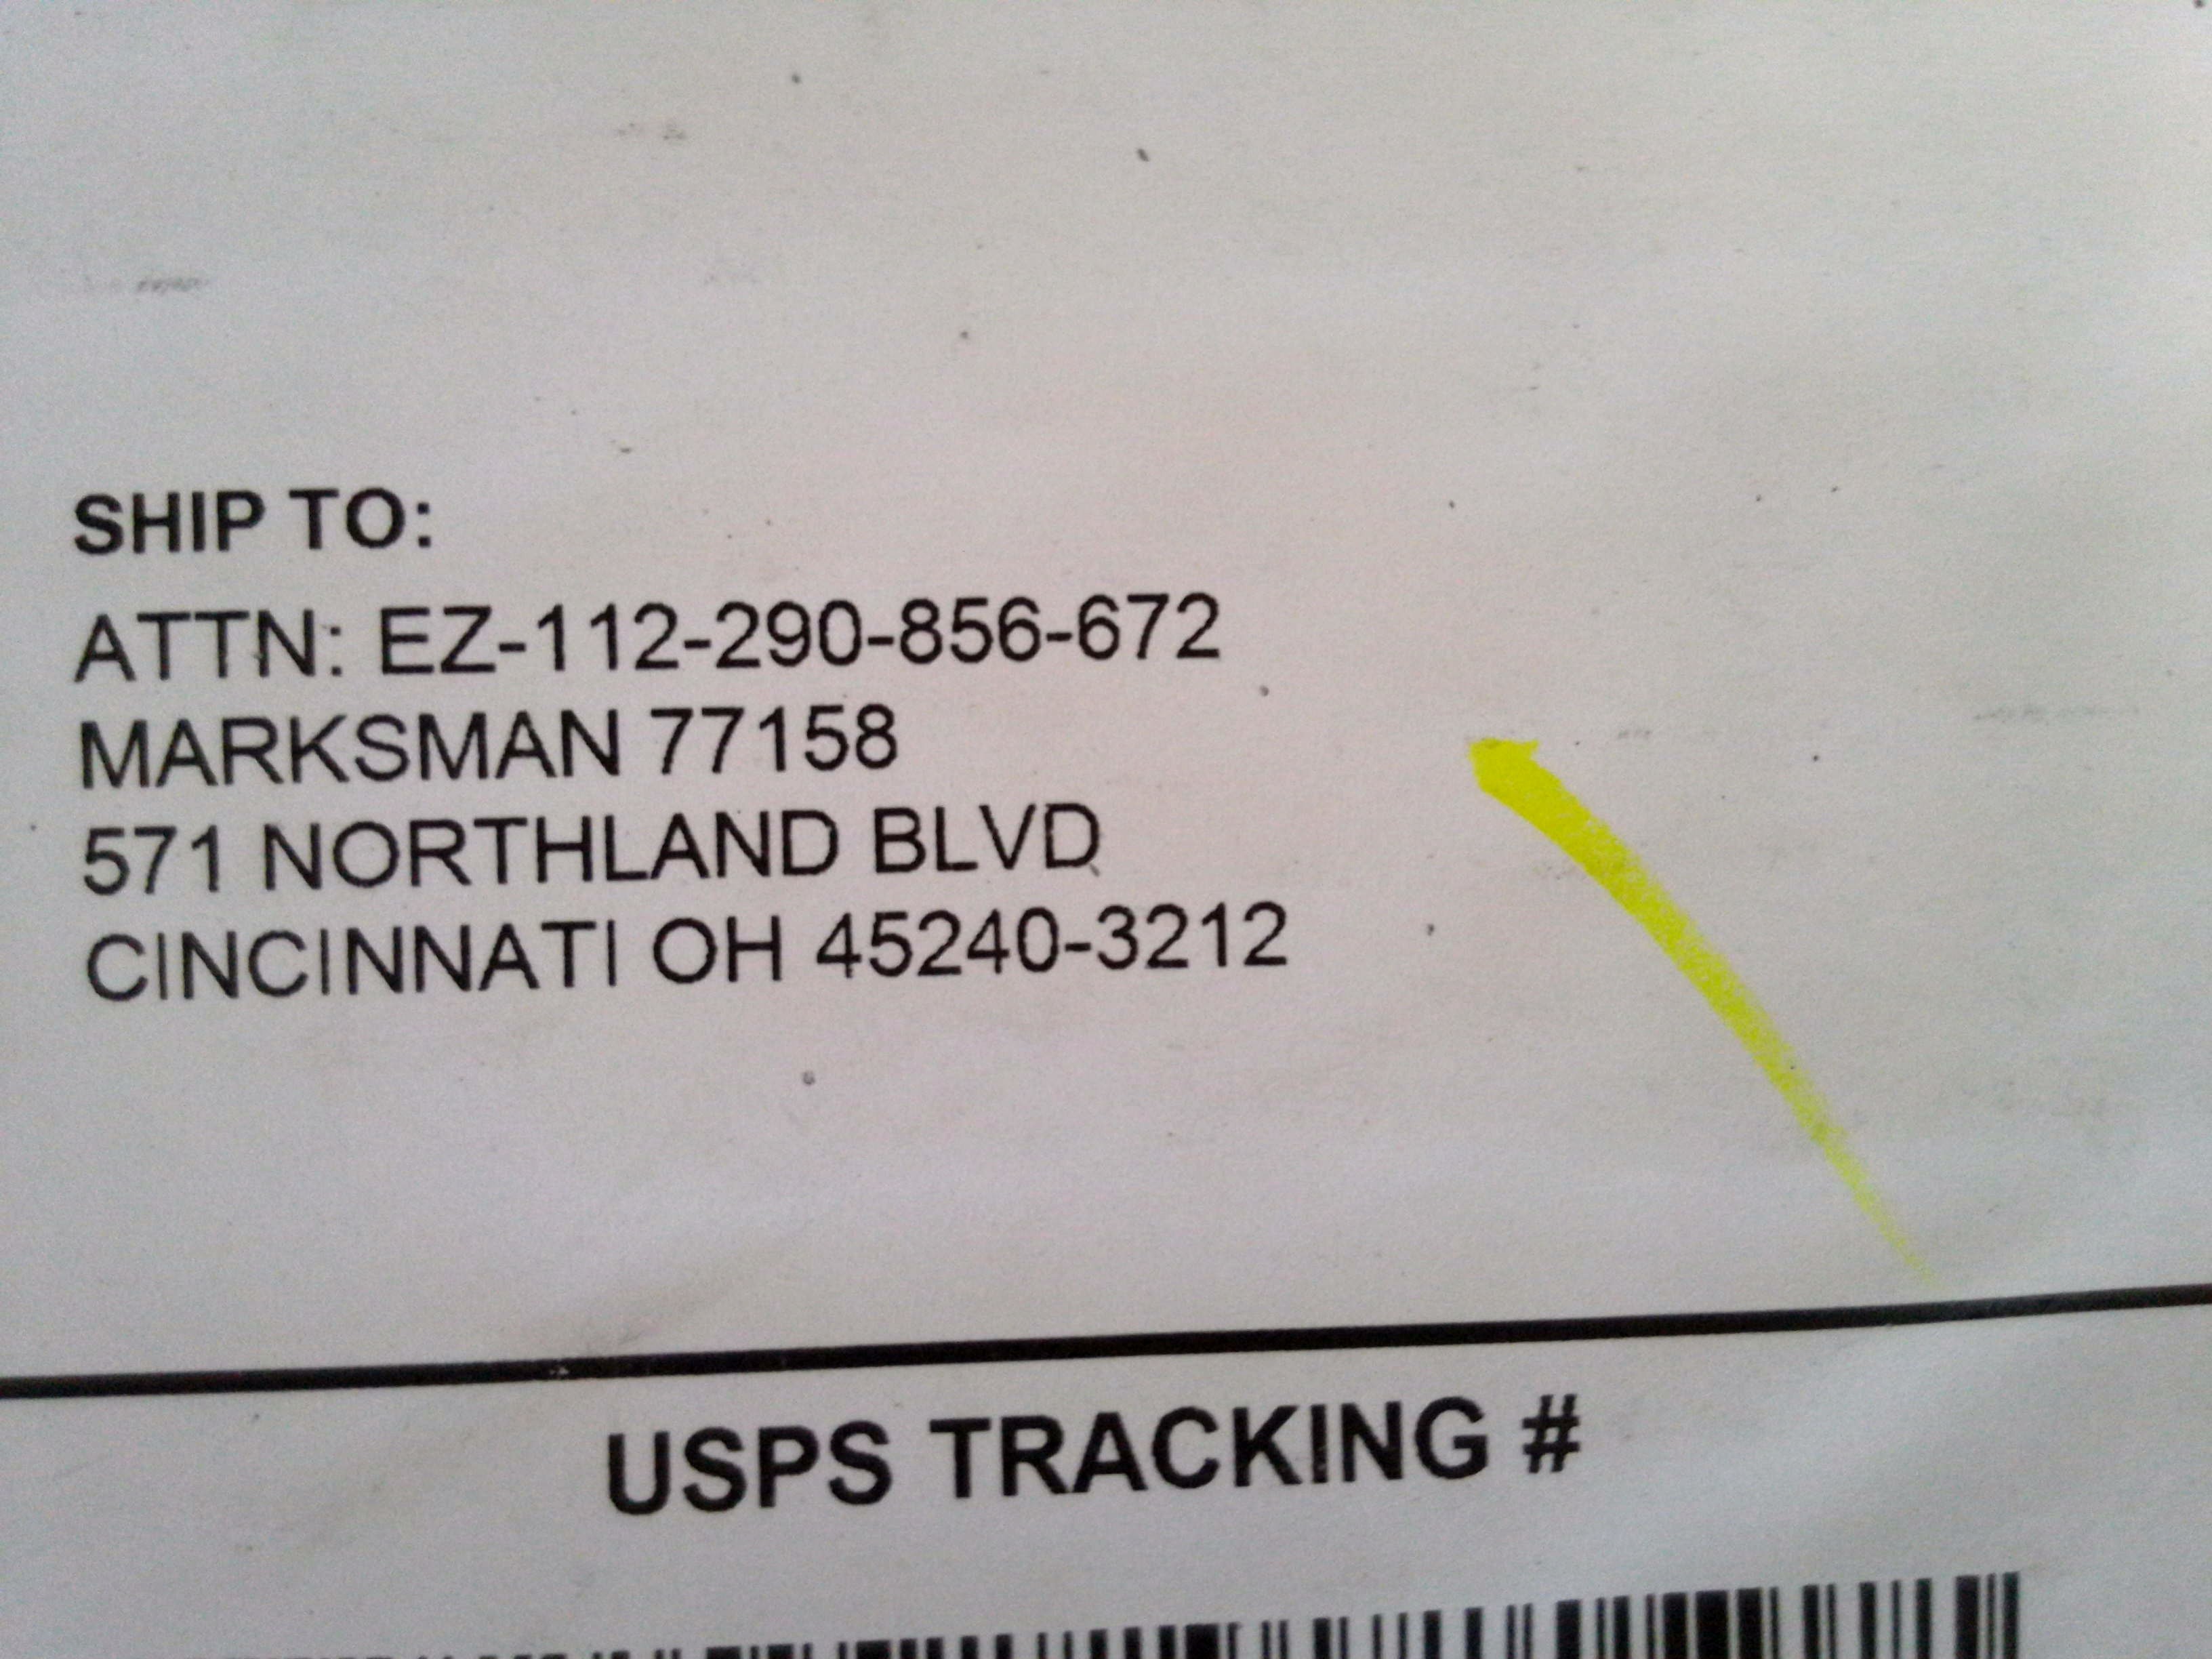 SHIP TO:
ATTN: EZ-112-290-856-672
MARKSMAN 77158
571 NORTHLAND BLVD
CINCINNATI OH 45240-3212
USPS TRACKING #